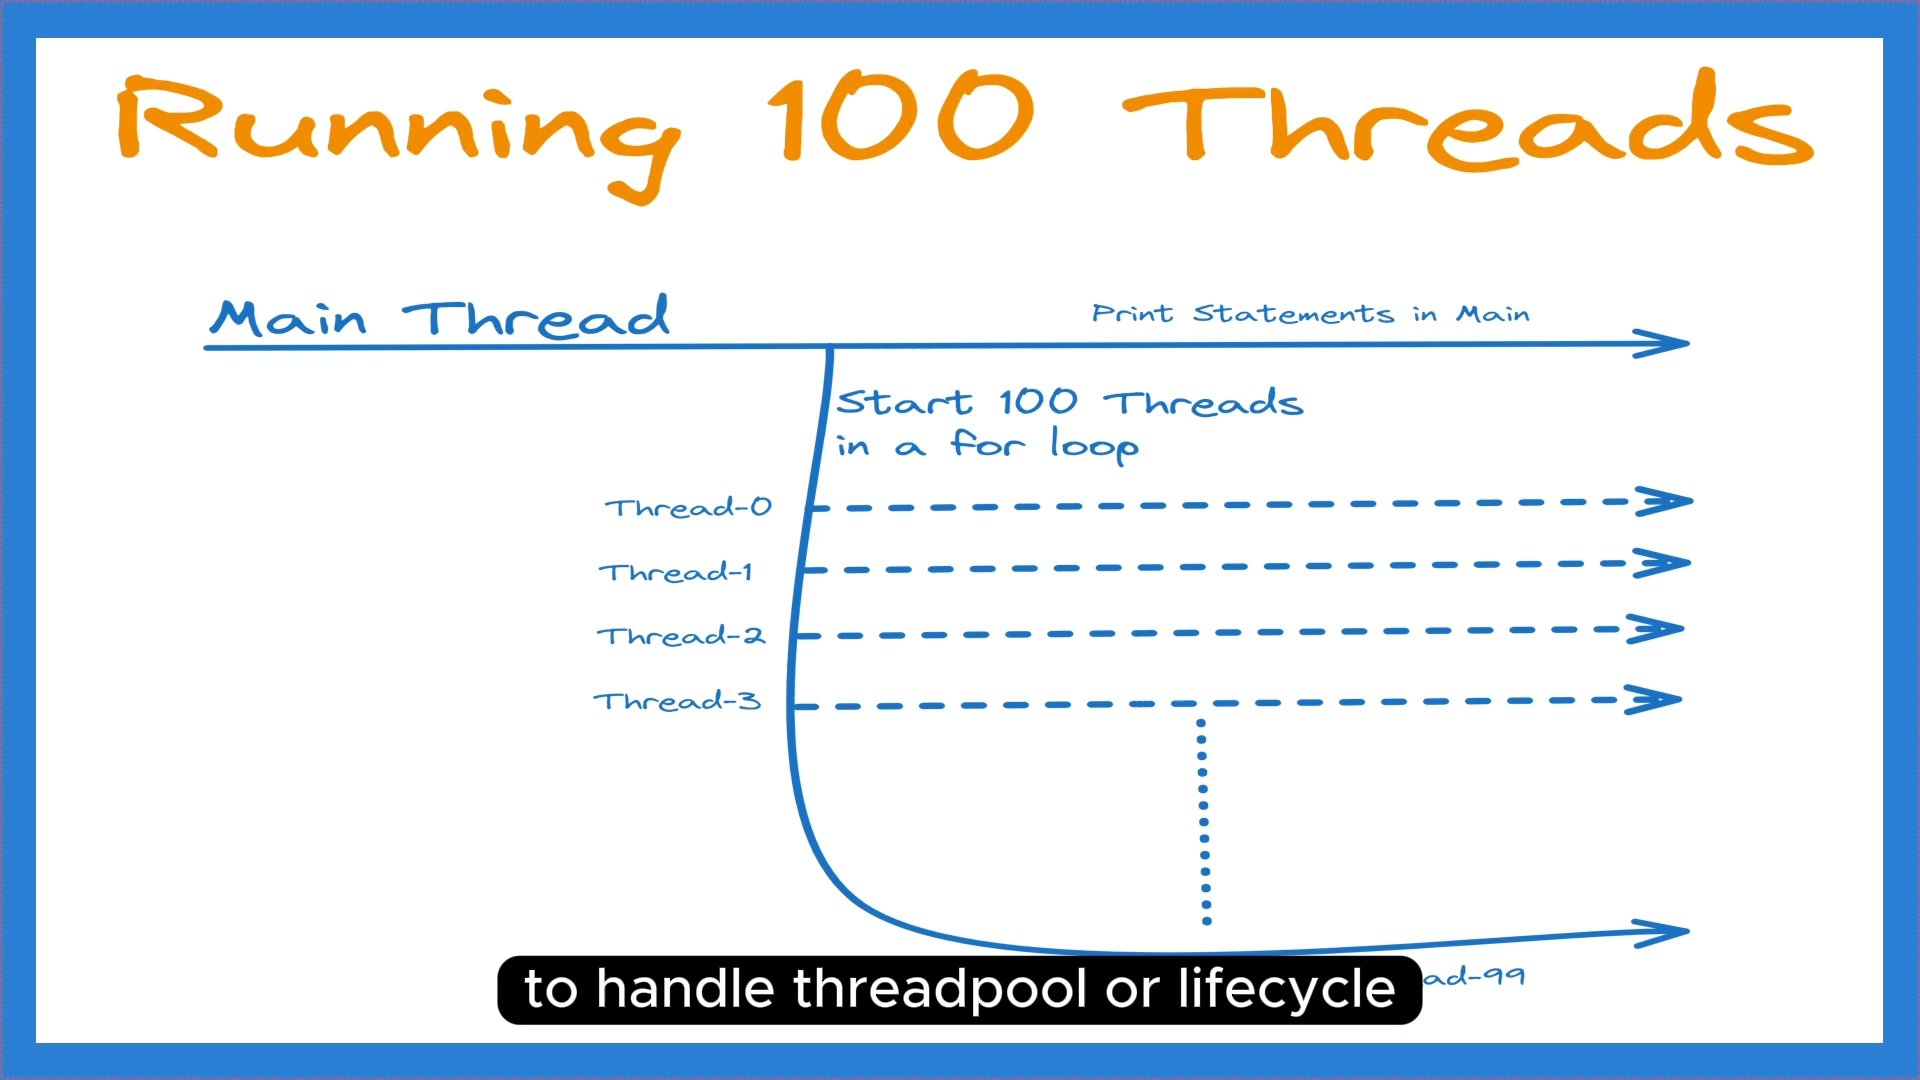 Running 100 Threads
Main Thread
Print Statements in Main
Start 100 Threads
in a for loop
Thread-0
Thread-1
Thread-2
Thread-3
ad-99
to handle threadpool or lifecycle